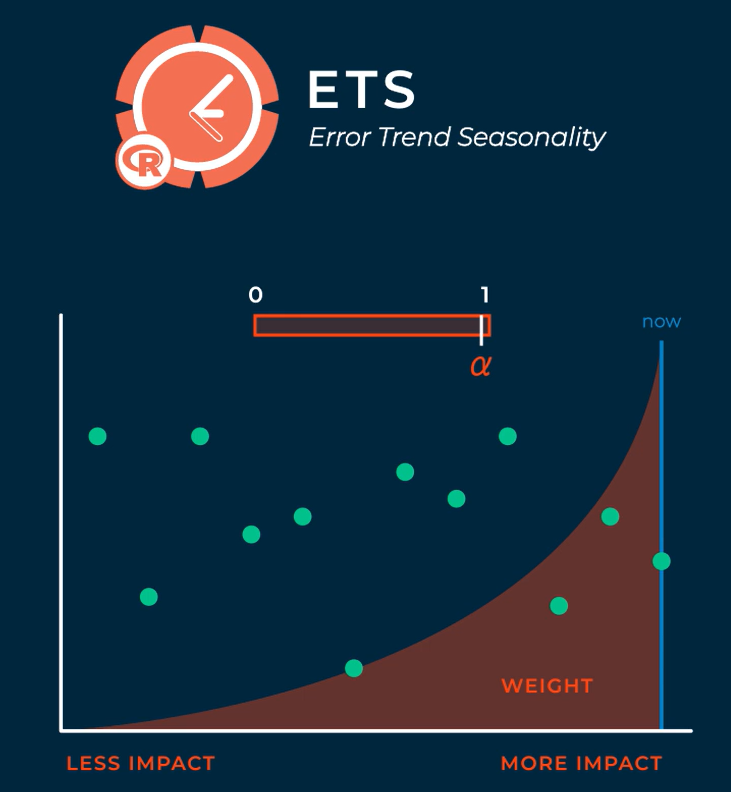 ETS
Error Trend Seasonality
R
0 1
now
α
WEIGHT
LESS IMPACT MORE IMPACT